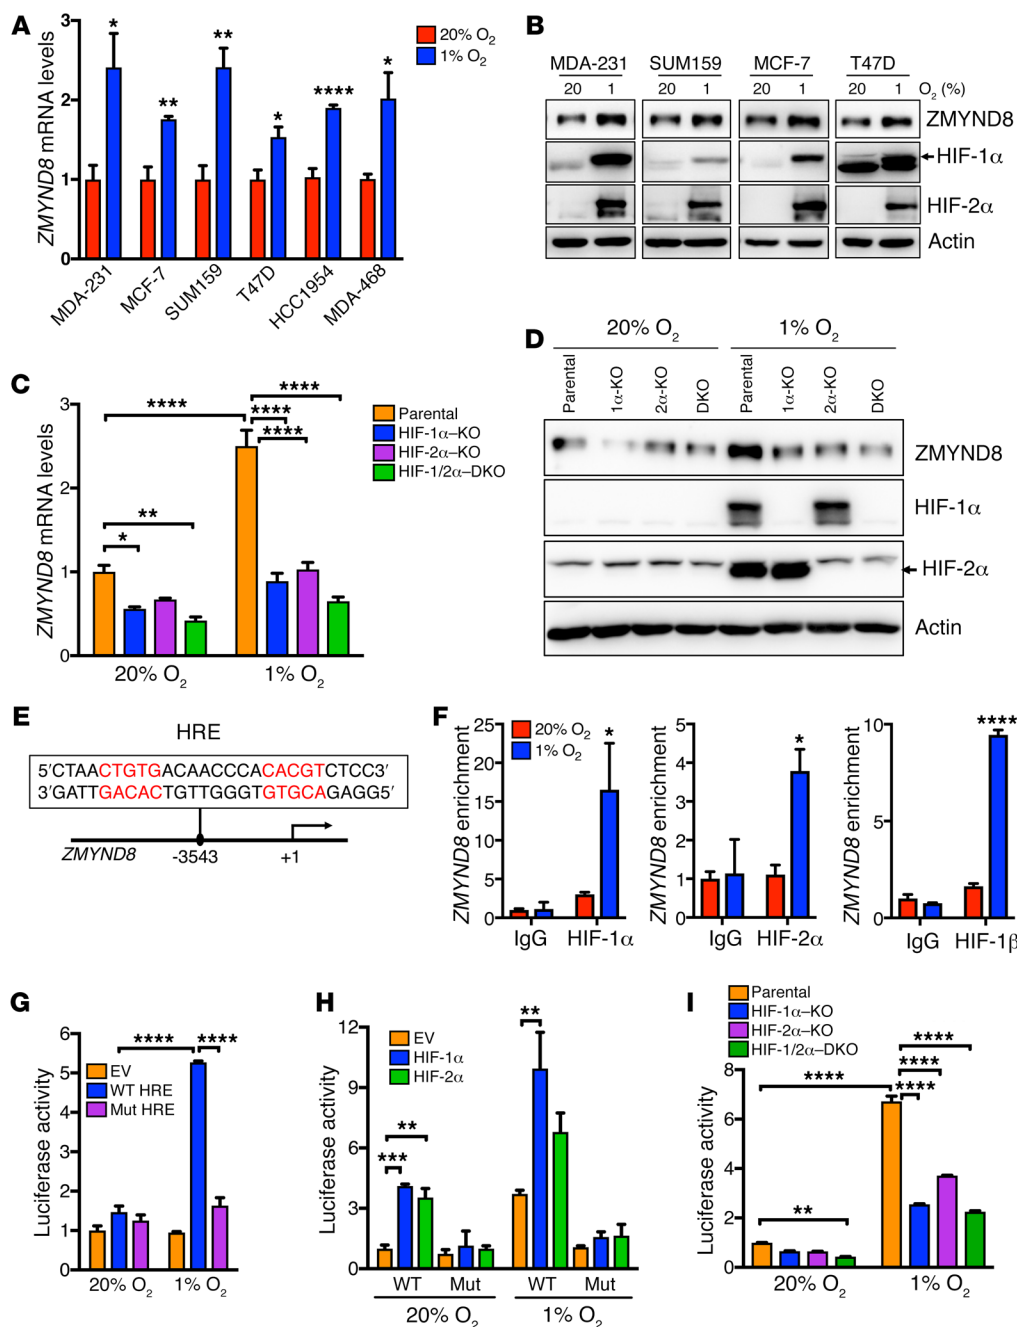 A
ZMYND8 mRNA levels
3
2
1
0
*
**
**
*
****
*
20% O2
1% O2
MDA-231
MCF-7
SUM159
T47D
HCC1954
MDA-468
B
MDA-231 SUM159 MCF-7 T47D
20 1 20 1 20 1 20 1 O2 (%)
ZMYND8
HIF-1α
HIF-2α
Actin
C
ZMYND8 mRNA levels
3
2
1
0
****
****
****
****
**
*
Parental
HIF-1α–KO
HIF-2α–KO
HIF-1/2α–DKO
20% O2 1% O2
D
20% O2 1% O2
Parental 1α-KO 2α-KO DKO Parental 1α-KO 2α-KO DKO
ZMYND8
HIF-1α
HIF-2α
Actin
E
HRE
5′CTAACTGTGACAACCCACACGTCTCC3′
3′GATTGACACTGTTGGGTGTGCAGAGG5′
ZMYND8 -3543 +1
F
ZMYND8 enrichment
25
20
15
10
5
0
20% O2
1% O2
*
IgG HIF-1α
ZMYND8 enrichment
5
4
3
2
1
0
*
IgG HIF-2α
ZMYND8 enrichment
10
5
0
****
IgG HIF-1β
G
Luciferase activity
6
5
4
3
2
1
0
**** ****
EV
WT HRE
Mut HRE
20% O2 1% O2
H
Luciferase activity
12
9
6
3
0
EV
HIF-1α
HIF-2α
**
**
***
WT Mut WT Mut
20% O2 1% O2
I
Parental
HIF-1α–KO
HIF-2α–KO
HIF-1/2α–DKO
Luciferase activity
8
6
4
2
0
****
****
****
****
**
20% O2 1% O2